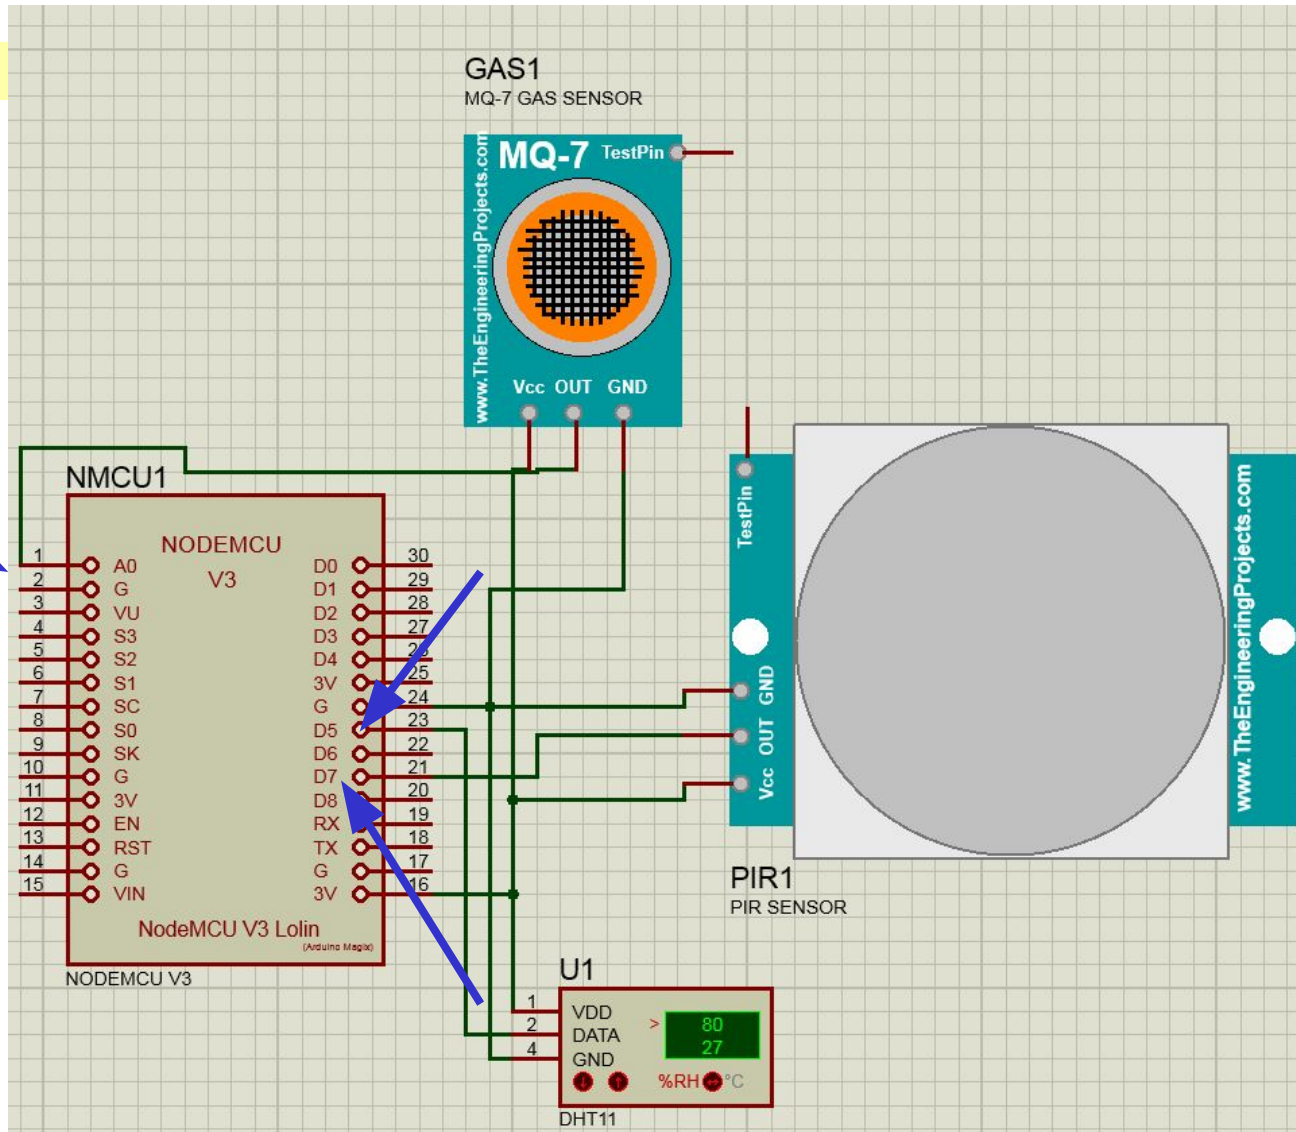 GAS1
MQ-7 GAS SENSOR
MQ-7
TestPin
www.TheEngineeringProjects.com
Vcc OUT GND
NMCU1
NODEMCU
V3
1 A0
2 G
3 VU
4 S3
5 S2
6 S1
7 SC
8 S0
9 SK
10 G
11 3V
12 EN
13 RST
14 G
15 VIN
D0 30
D1 29
D2 28
D3 27
D4
3V 25
G 24
D5 23
D6 22
D7 21
D8 20
RX 19
TX 18
G 17
3V 16
NodeMCU V3 Lolin
(Arduino Magix)
NODEMCU V3
TestPin
GND
OUT
Vcc
www.TheEngineeringProjects.com
PIR1
PIR SENSOR
U1
1 VDD
2 DATA
4 GND
> 80
27
%RH °C
DHT11